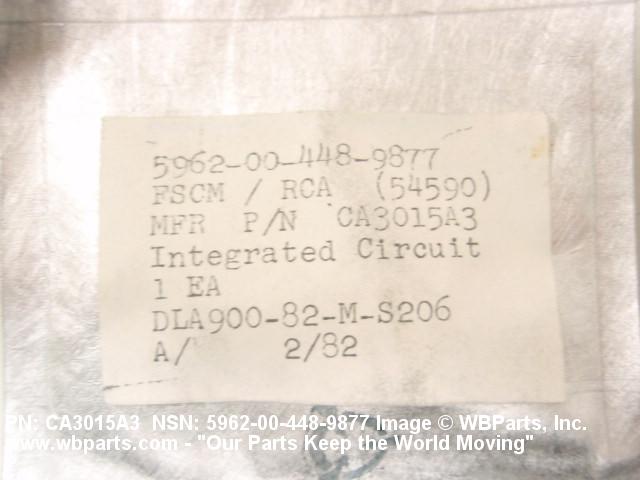 5962-00-448-9877
FSCM / RCA (54590)
MFR P/N CA3015A3
Integrated Circuit
1 EA
DLA900-82-M-S206
A/ 2/82
PN: CA3015A3 NSN: 5962-00-448-9877 Image © WBParts, Inc.
www.wbparts.com - "Our Parts Keep the World Moving"